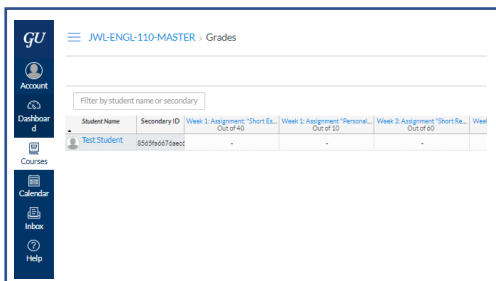 GU
JWL-ENGL-110-MASTER > Grades
Account
Dashboar
d
Courses
Calendar
Inbox
Help
Filter by student name or secondary
Student Name Secondary ID Week 1: Assignment "Short Es... Week 1: Assignment "Personal... Week 3: Assignment "Short Re... Wee
Out of 40 Out of 10 Out of 60
Test Student - - -